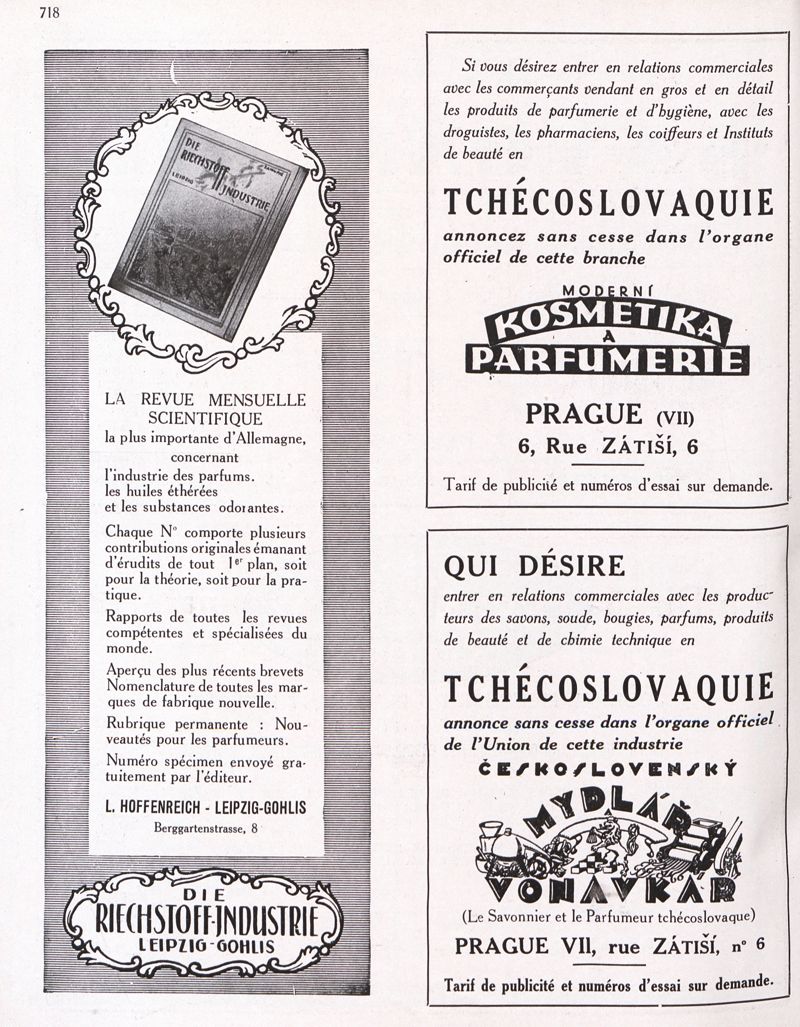 718
DIE
RIECHSTOFF
INDUSTRIE
LEIPZIG
LA REVUE MENSUELLE
SCIENTIFIQUE
la plus importante d'Allemagne,
concernant
l'industrie des parfums.
les huiles éthérées
et les substances odorantes.
Chaque N° comporte plusieurs
contributions originales émanant
d'érudits de tout 1er plan, soit
pour la théorie, soit pour la pra-
tique.
Rapports de toutes les revues
compétentes et spécialisées du
monde.
Aperçu des plus récents brevets
Nomenclature de toutes les mar-
ques de fabrique nouvelle.
Rubrique permanente : Nou-
veautés pour les parfumeurs.
Numéro spécimen envoyé gra-
tuitement par l'éditeur.
L. HOFFENREICH - LEIPZIG-GOHLIS
Berggartenstrasse, 8
DIE
RIECHSTOFF-INDUSTRIE
LEIPZIG-GOHLIS
Si vous désirez entrer en relations commerciales
avec les commerçants vendant en gros et en détail
les produits de parfumerie et d'hygiène, avec les
droguistes, les pharmaciens, les coiffeurs et Instituts
de beauté en
TCHÉCOSLOVAQUIE
annoncez sans cesse dans l'organe
officiel de cette branche
MODERNÍ
KOSMETIKA
A
PARFUMERIE
PRAGUE (VII)
6, Rue ZÁTIŠÍ, 6
Tarif de publicité et numéros d'essai sur demande.
QUI DÉSIRE
entrer en relations commerciales avec les produc-
teurs des savons, soude, bougies, parfums, produits
de beauté et de chimie technique en
TCHÉCOSLOVAQUIE
annonce sans cesse dans l'organe officiel
de l'Union de cette industrie
ČESKOSLOVENSKÝ
MYDLÁŘ
A
VOŇAVKÁŘ
(Le Savonnier et le Parfumeur tchécoslovaque)
PRAGUE VII, rue ZÁTIŠÍ, n° 6
Tarif de publicité et numéros d'essai sur demande.